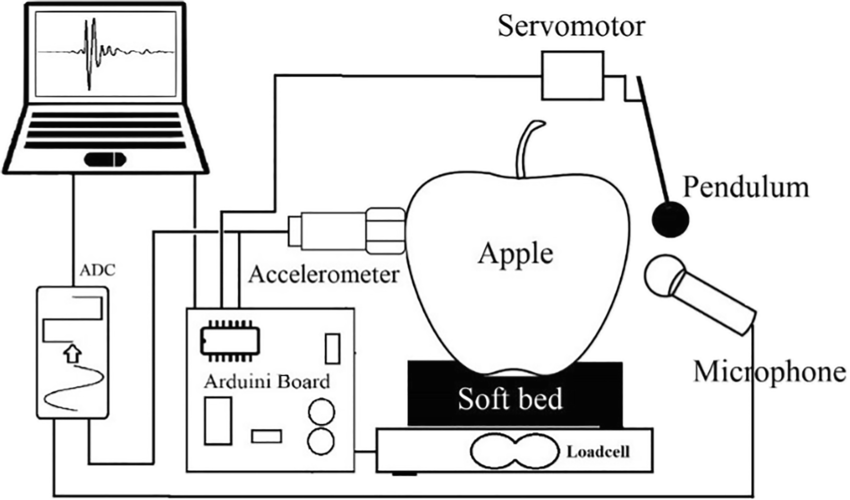 Servomotor
Pendulum
Apple
ADC
Accelerometer
Microphone
Arduini Board
Soft bed
Loadcell